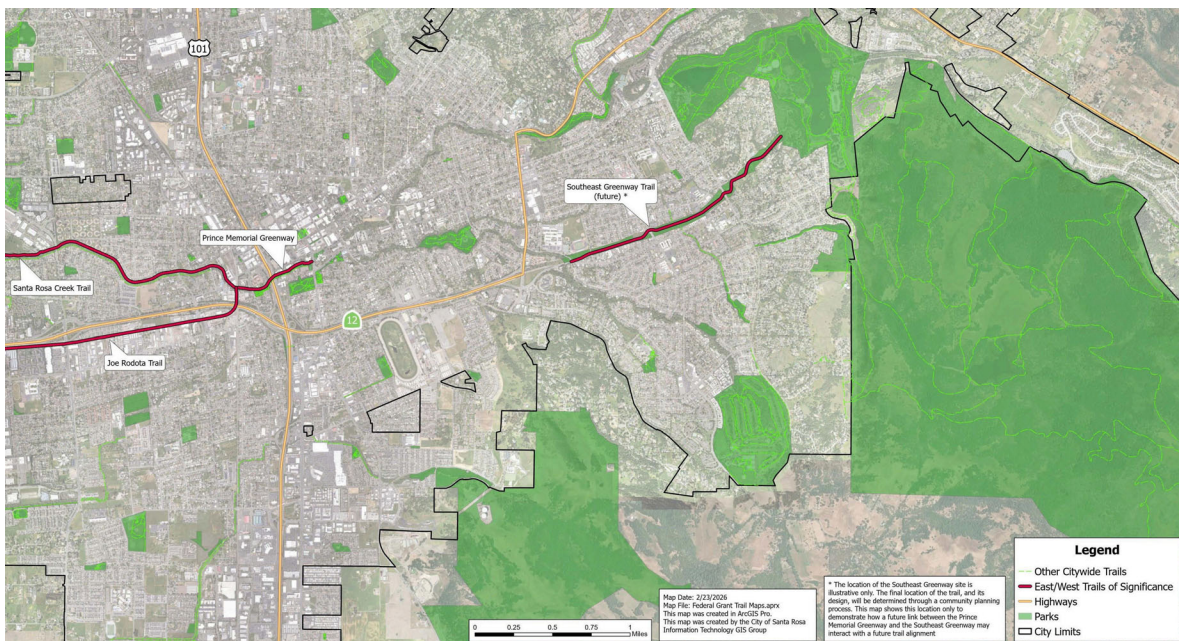 101
Southeast Greenway Trail
(future) *
Prince Memorial Greenway
Santa Rosa Creek Trail
12
Joe Rodota Trail
Legend
Other Citywide Trails
East/West Trails of Significance
Highways
Parks
City Limits
Map Date: 2/23/2026
Map File: Federal Grant Trail Maps.aprx
This map was created in ArcGIS Pro.
This map was created by the City of Santa Rosa
Information Technology GIS Group
* The location of the Southeast Greenway site is
illustrative only. The final location of the trail, and its
design, will be determined through a community planning
process. This map shows this location only to
demonstrate how a future link between the Prince
Memorial Greenway and the Southeast Greenway may
interact with a future trail alignment
0 0.25 0.5 1
Miles